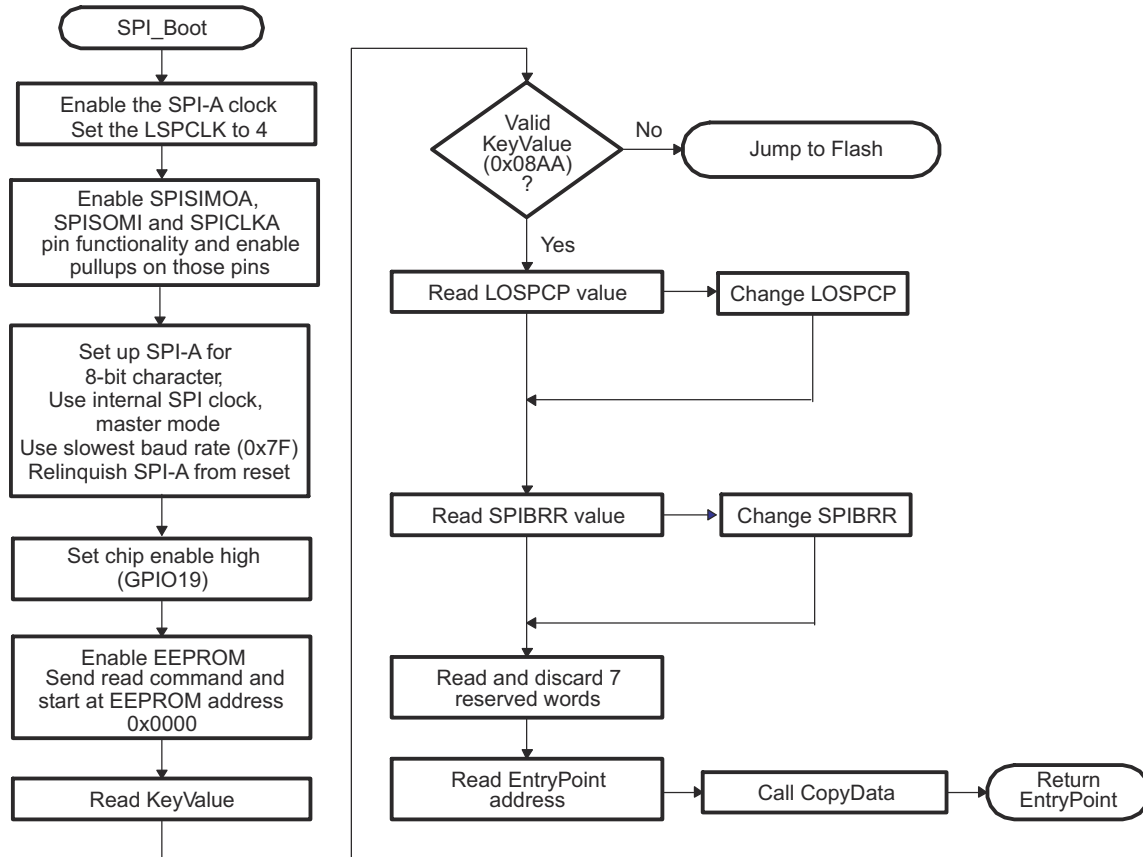 SPI_Boot
Enable the SPI-A clock
Set the LSPCLK to 4
Enable SPISIMOA,
SPISOMI and SPICLKA
pin functionality and enable
pullups on those pins
Set up SPI-A for
8-bit character,
Use internal SPI clock,
master mode
Use slowest baud rate (0x7F)
Relinquish SPI-A from reset
Set chip enable high
(GPIO19)
Enable EEPROM
Send read command and
start at EEPROM address
0x0000
Read KeyValue
Valid
KeyValue
(0x08AA)
?
No
Jump to Flash
Yes
Read LOSPCP value
Change LOSPCP
Read SPIBRR value
Change SPIBRR
Read and discard 7
reserved words
Read EntryPoint
address
Call CopyData
Return
EntryPoint